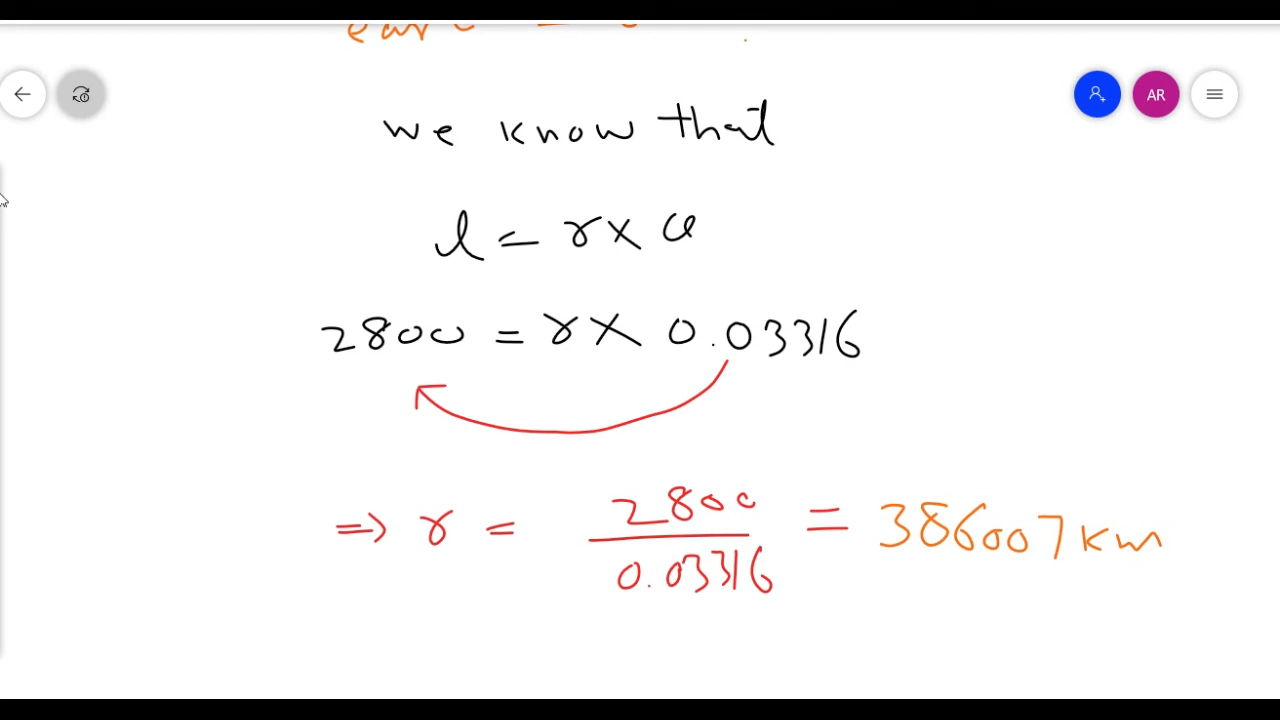 AR
we know that
l = r × θ
2800 = r × 0.03316
⇒ r = 2800 / 0.03316 = 386007 km